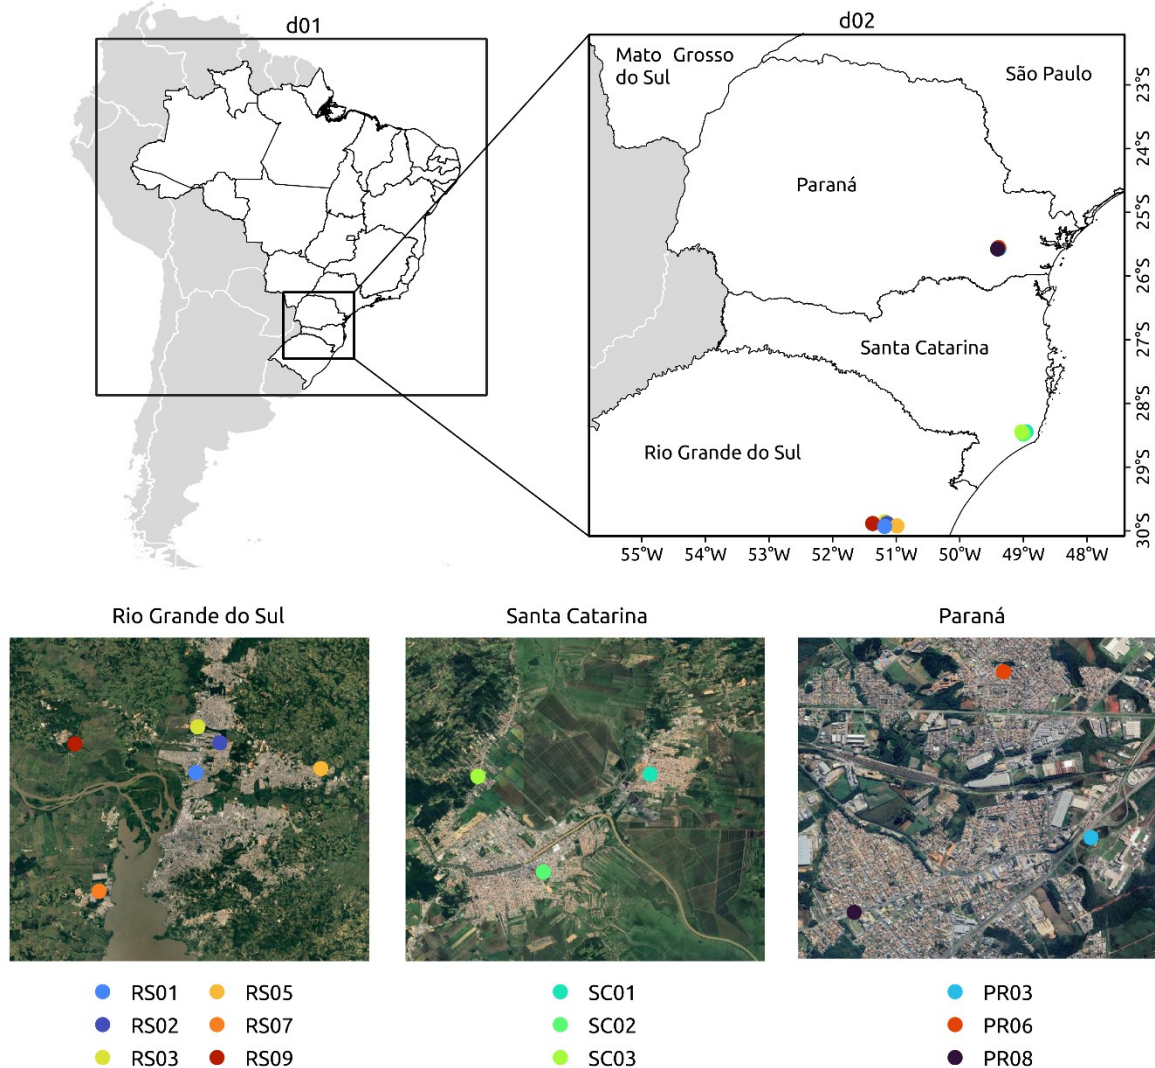 d01
d02
Mato Grosso
do Sul
São Paulo
Paraná
Santa Catarina
Rio Grande do Sul
23°S
24°S
25°S
26°S
27°S
28°S
29°S
30°S
55°W
54°W
53°W
52°W
51°W
50°W
49°W
48°W
Rio Grande do Sul
Santa Catarina
Paraná
RS01
RS02
RS03
RS05
RS07
RS09
SC01
SC02
SC03
PR03
PR06
PR08